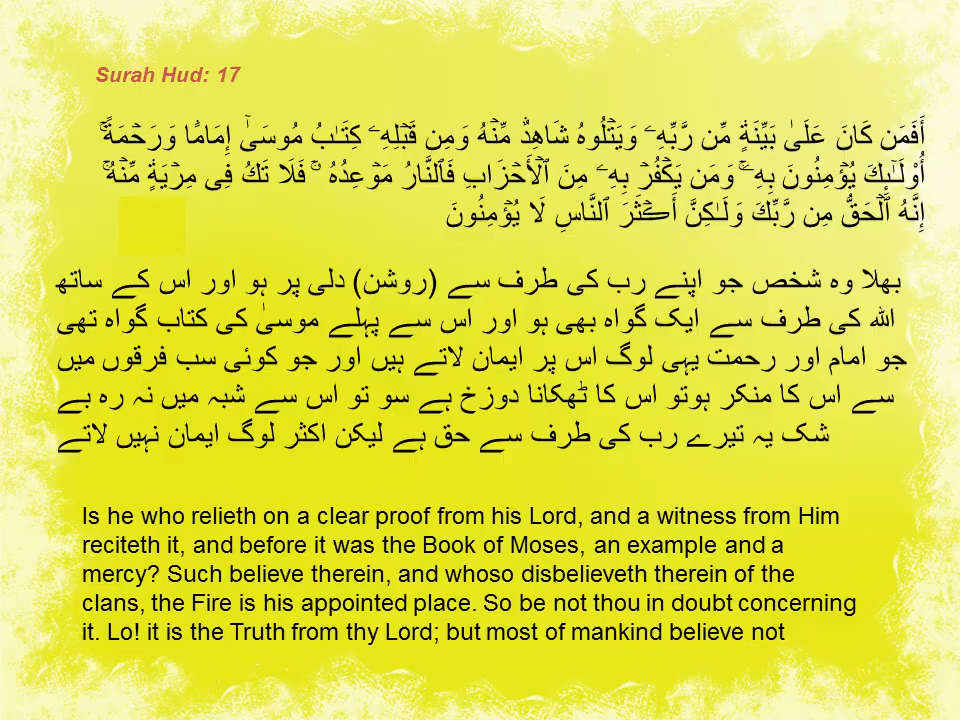 Surah Hud: 17
أَفَمَن كَانَ عَلَىٰ بَيِّنَةٍۢ مِّن رَّبِّهِۦ وَيَتْلُوهُ شَاهِدٌۭ مِّنْهُ وَمِن قَبْلِهِۦ كِتَـٰبُ مُوسَىٰٓ إِمَامًۭا وَرَحْمَةً ۚ
أُو۟لَـٰٓئِكَ يُؤْمِنُونَ بِهِۦ ۚ وَمَن يَكْفُرْ بِهِۦ مِنَ ٱلْأَحْزَابِ فَٱلنَّارُ مَوْعِدُهُۥ ۚ فَلَا تَكُ فِى مِرْيَةٍۢ مِّنْهُ ۚ
إِنَّهُ ٱلْحَقُّ مِن رَّبِّكَ وَلَـٰكِنَّ أَكْثَرَ ٱلنَّاسِ لَا يُؤْمِنُونَ
بھلا وہ شخص جو اپنے رب کی طرف سے (روشن) دلی پر ہو اور اس کے ساتھ
الله کی طرف سے ایک گواہ بھی ہو اور اس سے پہلے موسیٰ کی کتاب گواہ تھی
جو امام اور رحمت یہی لوگ اس پر ایمان لاتے ہیں اور جو کوئی سب فرقوں میں
سے اس کا منکر ہوتو اس کا ٹھکانا دوزخ ہے سو تو اس سے شبہ میں نہ رہ بے
شک یہ تیرے رب کی طرف سے حق ہے لیکن اکثر لوگ ایمان نہیں لاتے
Is he who relieth on a clear proof from his Lord, and a witness from Him
reciteth it, and before it was the Book of Moses, an example and a
mercy? Such believe therein, and whoso disbelieveth therein of the
clans, the Fire is his appointed place. So be not thou in doubt concerning
it. Lo! it is the Truth from thy Lord; but most of mankind believe not